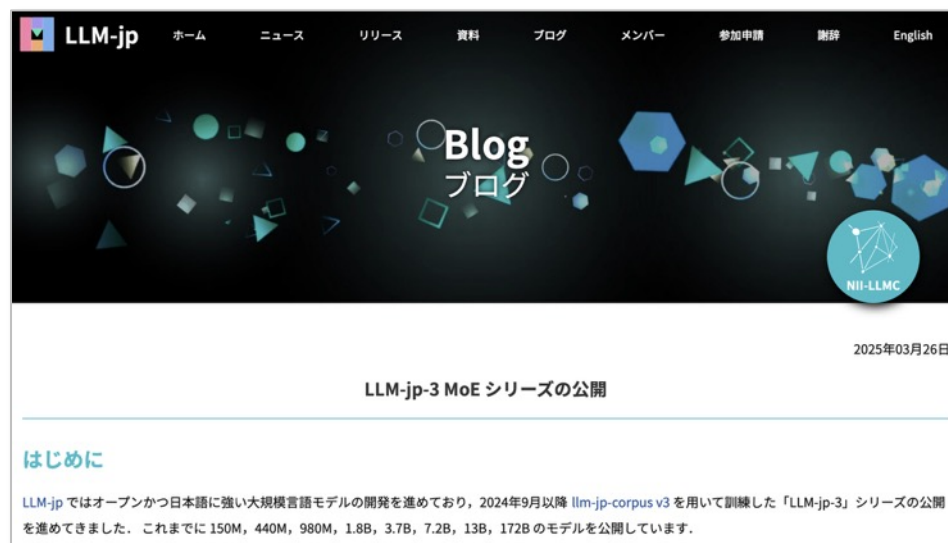 LLM-jp ホーム ニュース リリース 資料 ブログ メンバー 参加申請 謝辞 English
Blog
ブログ
NII-LLMC
2025年03月26日
LLM-jp-3 MoE シリーズの公開
はじめに
LLM-jp ではオープンかつ日本語に強い大規模言語モデルの開発を進めており，2024年9月以降 llm-jp-corpus v3 を用いて訓練した「LLM-jp-3」シリーズの公開
を進めてきました． これまでに 150M，440M，980M，1.8B，3.7B，7.2B，13B，172B のモデルを公開しています．